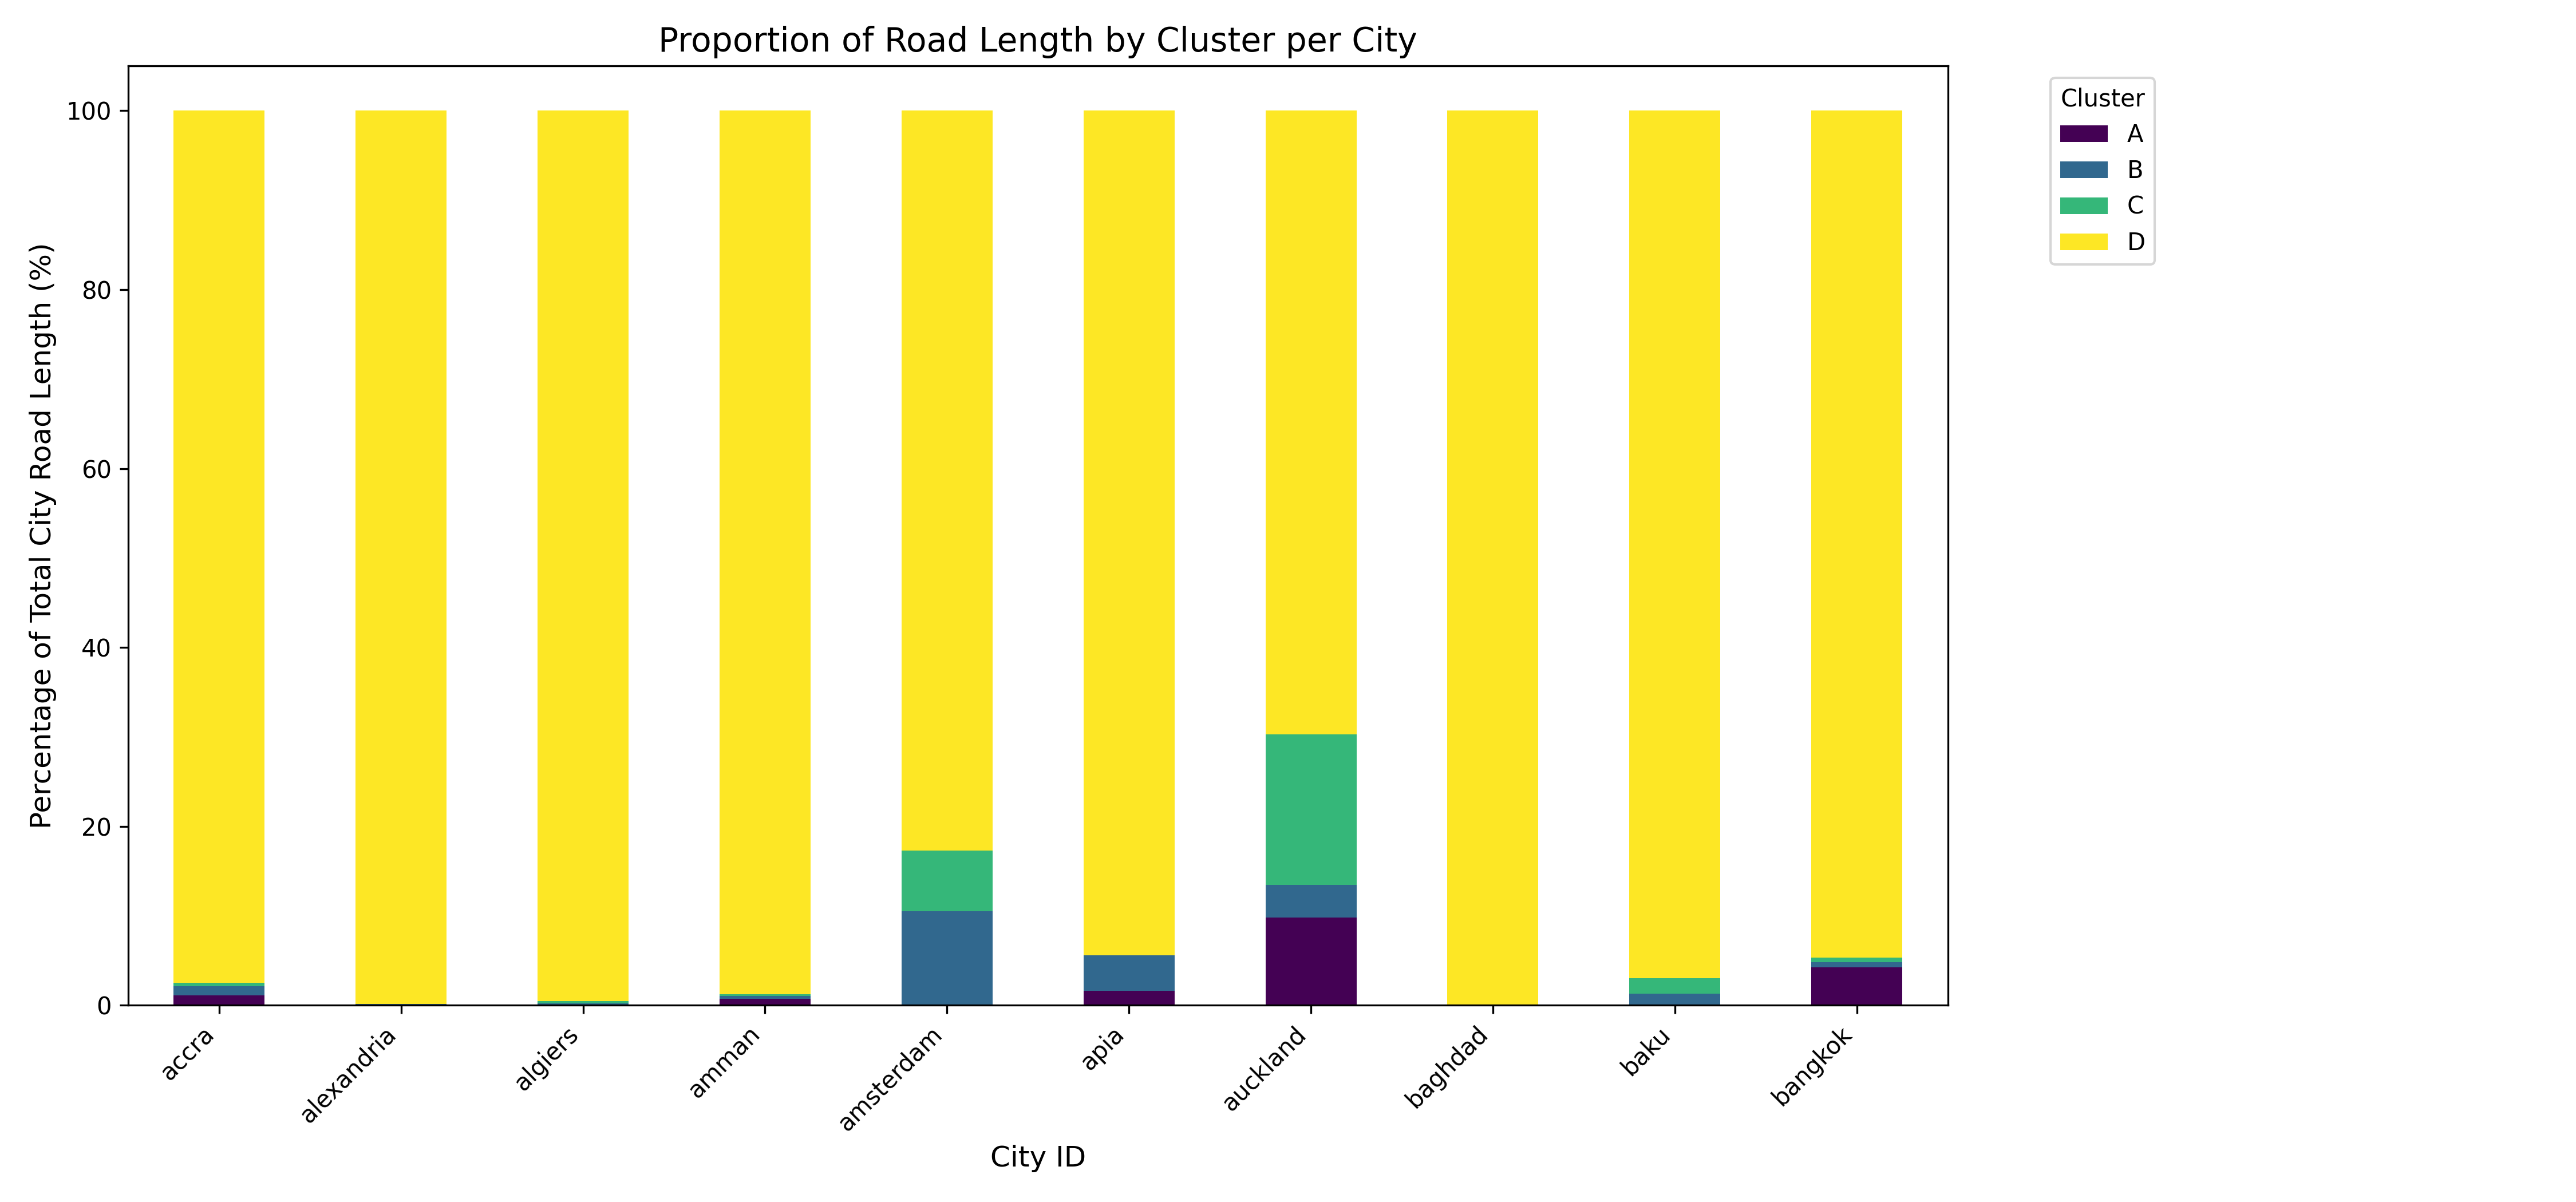 Proportion of Road Length by Cluster per City
Percentage of Total City Road Length (%)
100
80
60
40
20
0
accra
alexandria
algiers
amman
amsterdam
apia
auckland
baghdad
baku
bangkok
City ID
Cluster
A
B
C
D